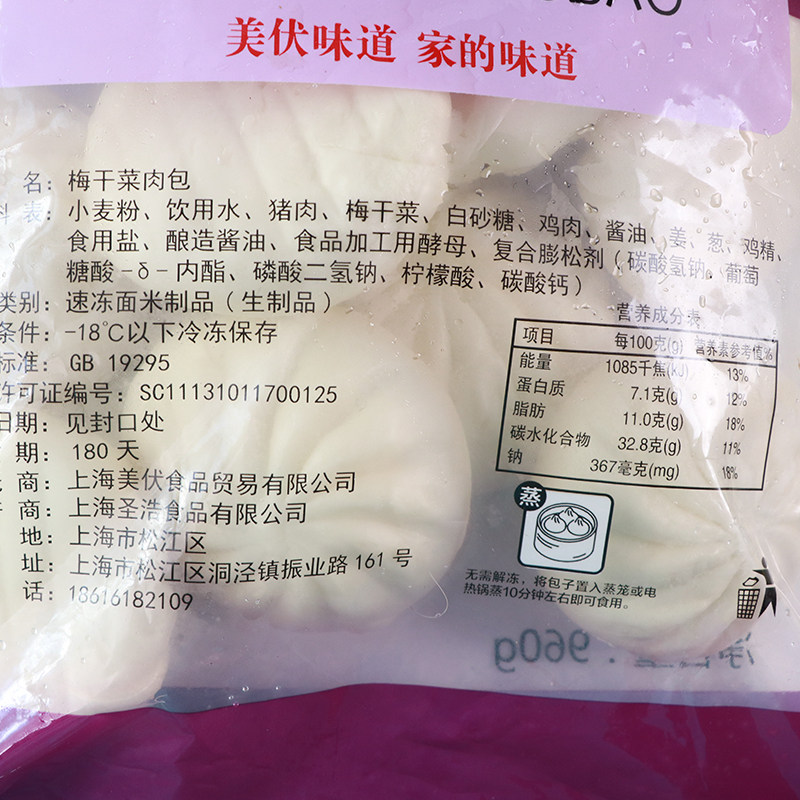 美伏味道 家的味道
名：梅干菜肉包
料表：小麦粉、饮用水、猪肉、梅干菜、白砂糖、鸡肉、酱油、姜、葱、鸡精、
食用盐、酿造酱油、食品加工用酵母、复合膨松剂（碳酸氢钠、葡萄
糖酸-δ-内酯、磷酸二氢钠、柠檬酸、碳酸钙）
类别：速冻面米制品（生制品）
条件：-18℃以下冷冻保存
标准：GB 19295
许可证编号：SC11131011700125
日期：见封口处
期：180天
商：上海美伏食品贸易有限公司
商：上海圣浩食品有限公司
地：上海市松江区
址：上海市松江区洞泾镇振业路161号
话：18616182109
营养成分表
项目 每100克(g) 营养素参考值%
能量 1085千焦(kJ) 13%
蛋白质 7.1克(g) 12%
脂肪 11.0克(g) 18%
碳水化合物 32.8克(g) 11%
钠 367毫克(mg) 18%
蒸
无需解冻，将包子置入蒸笼或电
热锅蒸10分钟左右即可食用。
960g